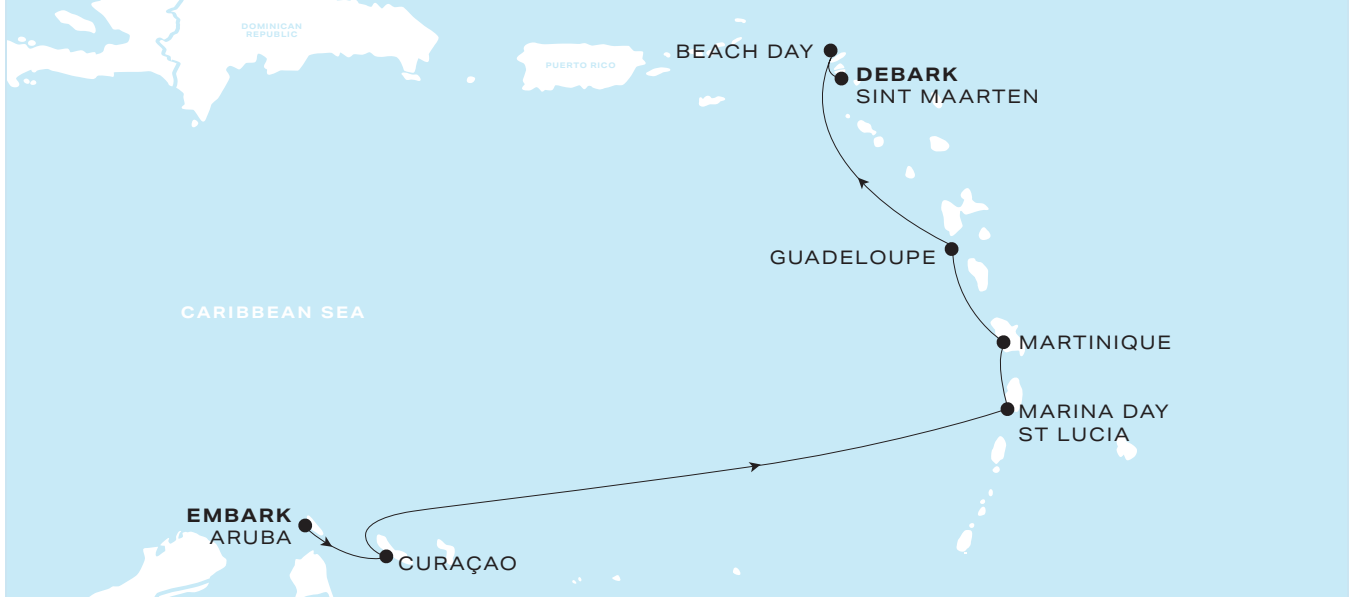 DOMINICAN
REPUBLIC
PUERTO RICO
BEACH DAY
DEBARK
SINT MAARTEN
GUADELOUPE
CARIBBEAN SEA
MARTINIQUE
MARINA DAY
ST LUCIA
EMBARK
ARUBA
CURAÇAO